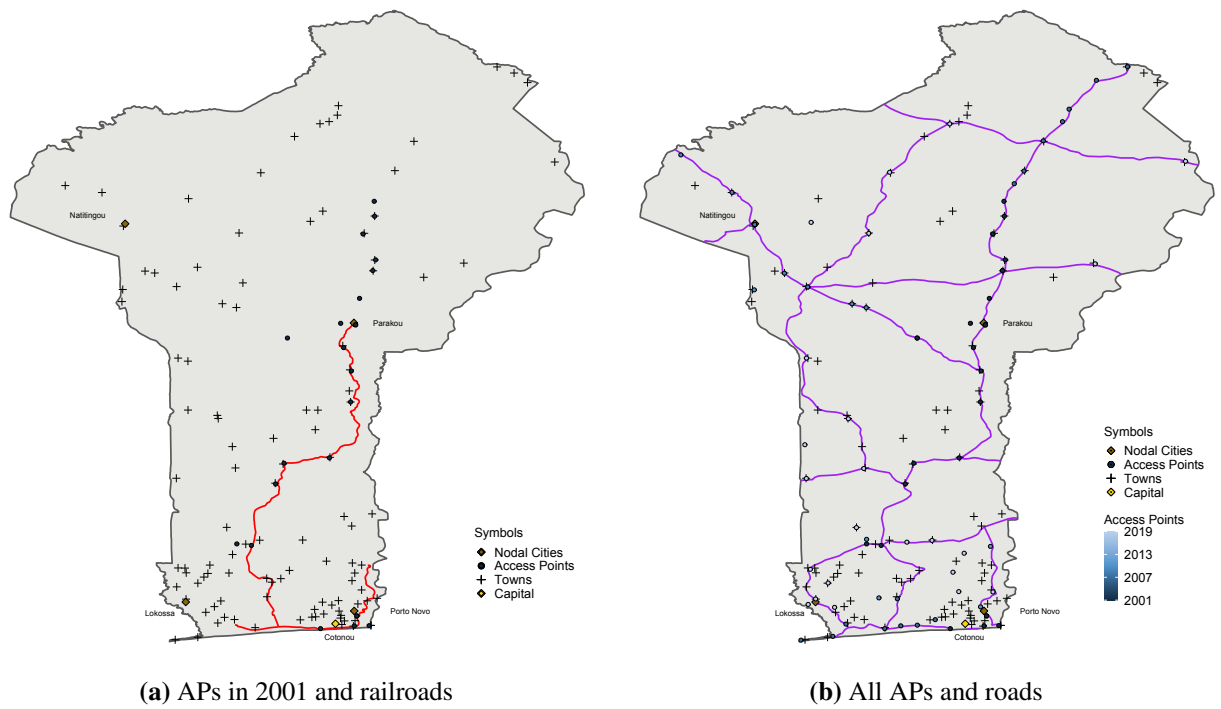 Natitingou
Parakou
Lokossa
Porto Novo
Cotonou
Symbols
Nodal Cities
Access Points
Towns
Capital
(a) APs in 2001 and railroads
Natitingou
Parakou
Lokossa
Porto Novo
Cotonou
Symbols
Nodal Cities
Access Points
Towns
Capital
Access Points
2019
2013
2007
2001
(b) All APs and roads